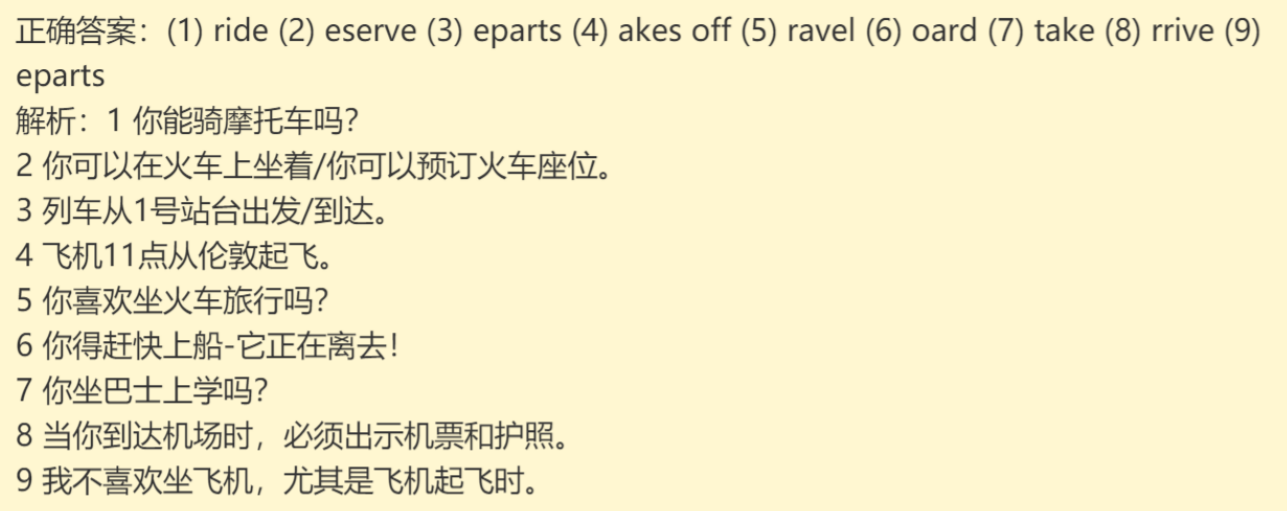 正确答案：(1) ride (2) eserve (3) eparts (4) akes off (5) ravel (6) oard (7) take (8) rrive (9)
eparts
解析：1 你能骑摩托车吗？
2 你可以在火车上坐着/你可以预订火车座位。
3 列车从1号站台出发/到达。
4 飞机11点从伦敦起飞。
5 你喜欢坐火车旅行吗？
6 你得赶快上船-它正在离去！
7 你坐巴士上学吗？
8 当你到达机场时，必须出示机票和护照。
9 我不喜欢坐飞机，尤其是飞机起飞时。